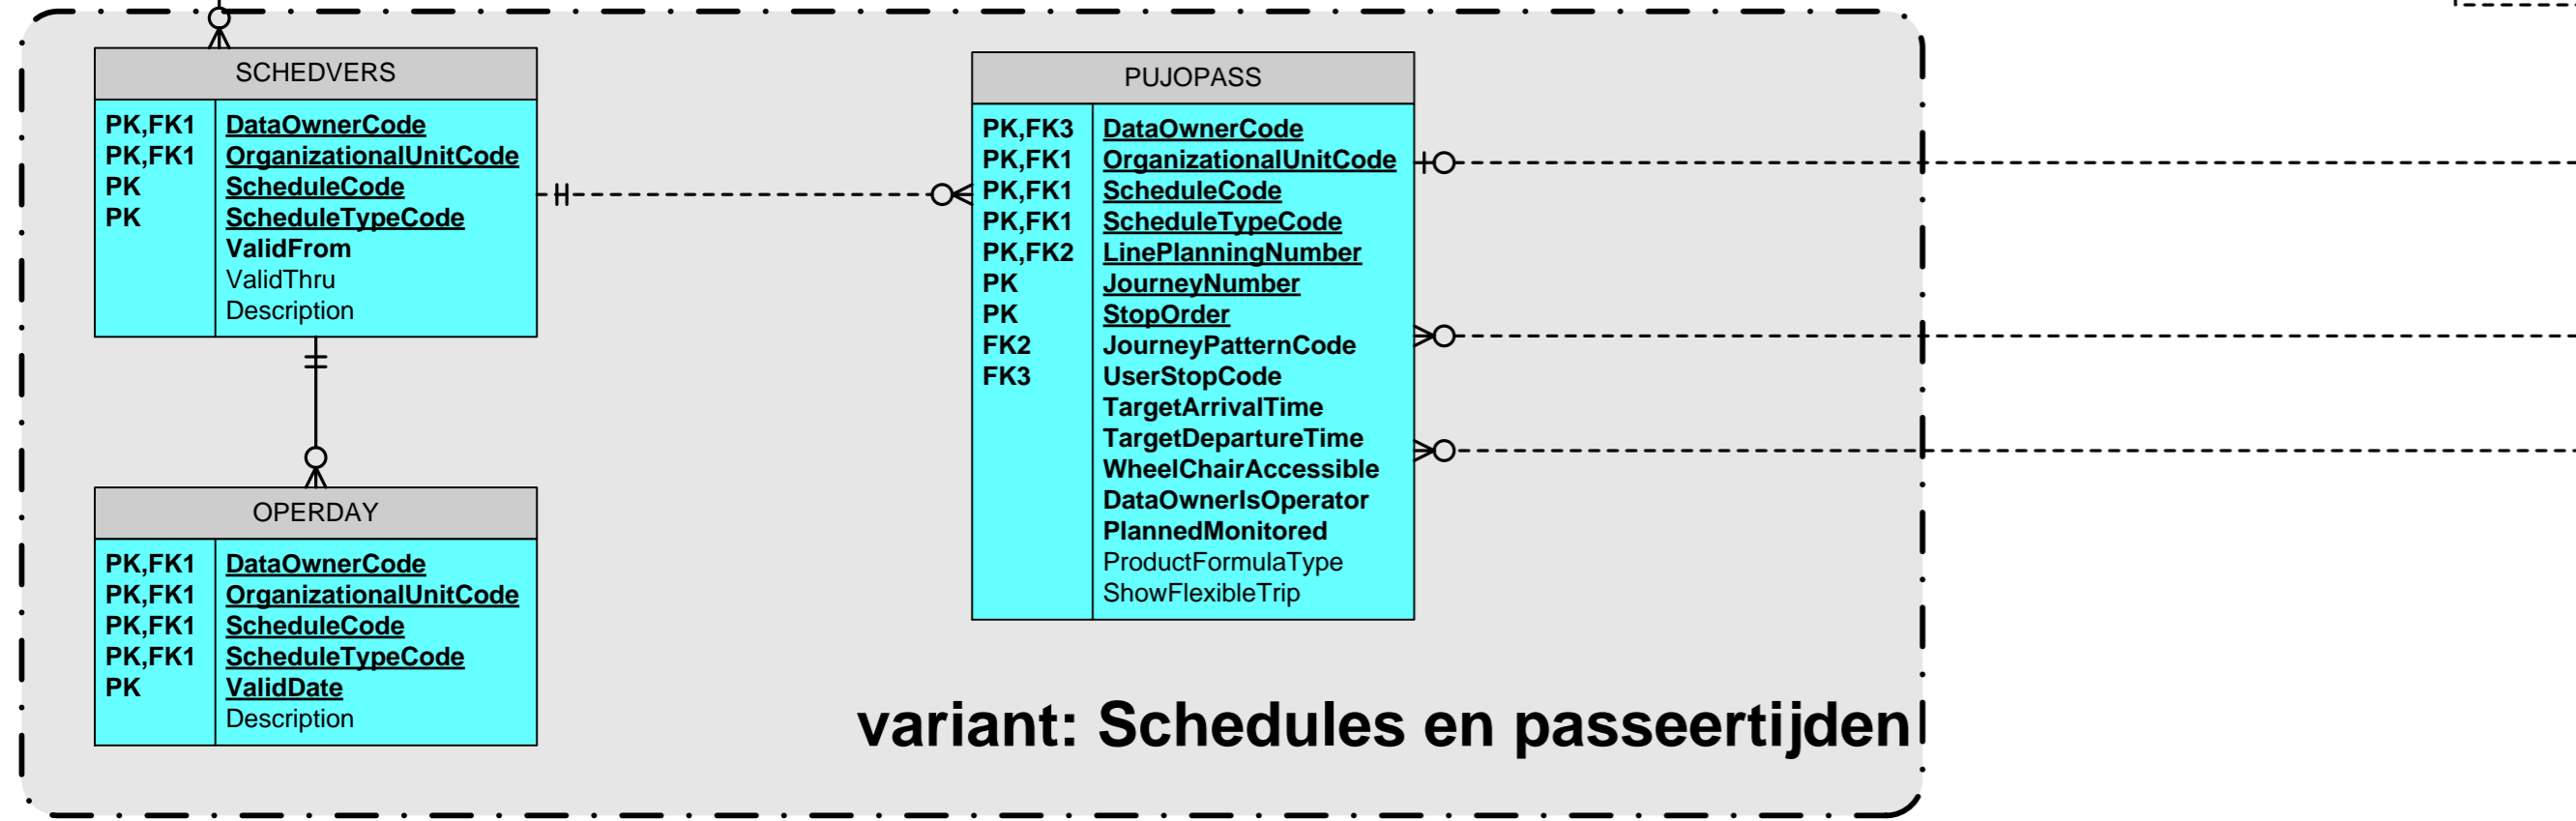 SCHEDVERS
PK,FK1 DataOwnerCode
PK,FK1 OrganizationalUnitCode
PK ScheduleCode
PK ScheduleTypeCode
ValidFrom
ValidThru
Description
OPERDAY
PK,FK1 DataOwnerCode
PK,FK1 OrganizationalUnitCode
PK,FK1 ScheduleCode
PK,FK1 ScheduleTypeCode
PK ValidDate
Description
PUJOPASS
PK,FK3 DataOwnerCode
PK,FK1 OrganizationalUnitCode
PK,FK1 ScheduleCode
PK,FK1 ScheduleTypeCode
PK,FK2 LinePlanningNumber
PK JourneyNumber
PK StopOrder
FK2 JourneyPatternCode
FK3 UserStopCode
TargetArrivalTime
TargetDepartureTime
WheelChairAccessible
DataOwnerIsOperator
PlannedMonitored
ProductFormulaType
ShowFlexibleTrip
variant: Schedules en passeertijden